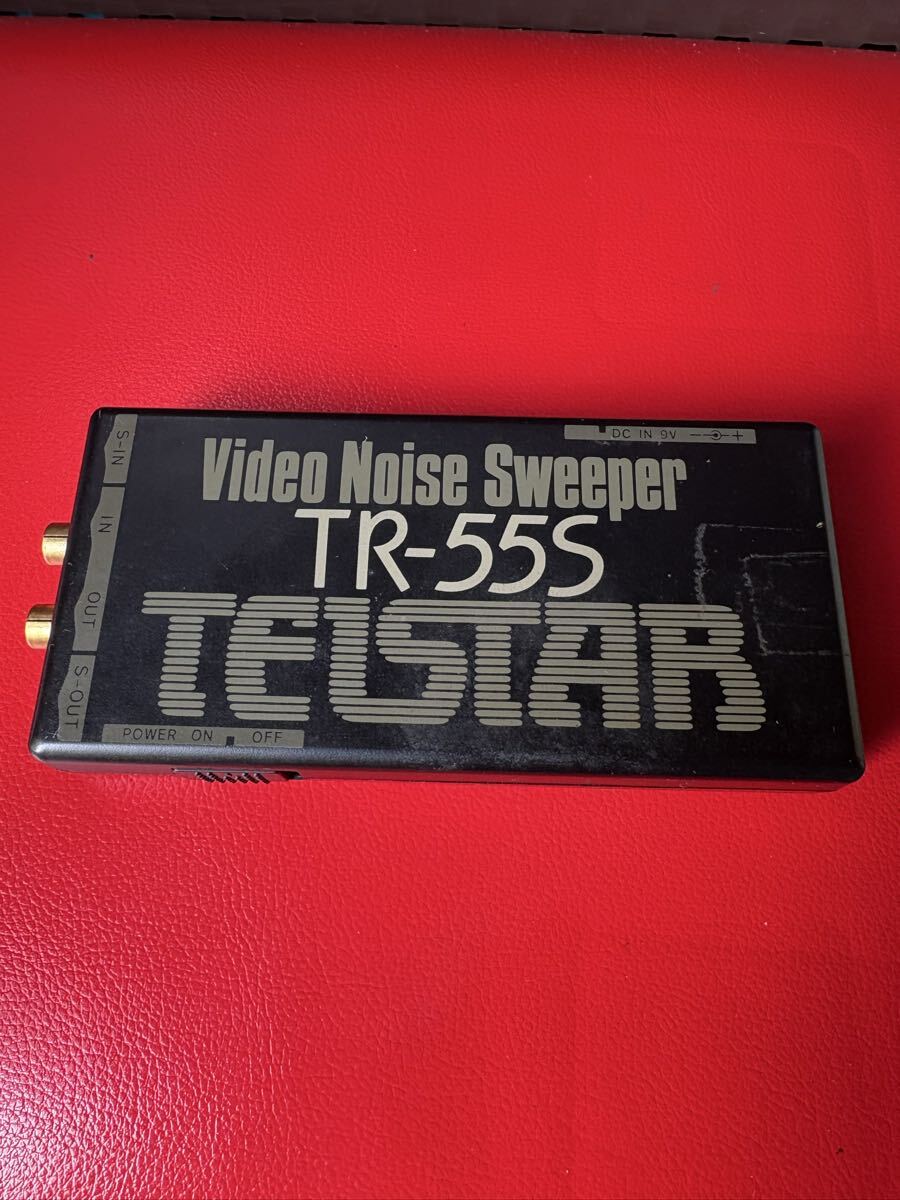 DC IN 9V - +
Video Noise Sweeper
TR-55S
TELSTAR
S-IN
IN
OUT
S-OUT
POWER ON OFF